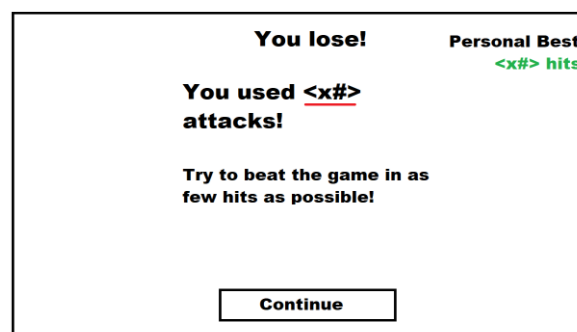 You lose!
Personal Best
<x#> hits
You used <x#>
attacks!
Try to beat the game in as
few hits as possible!
Continue